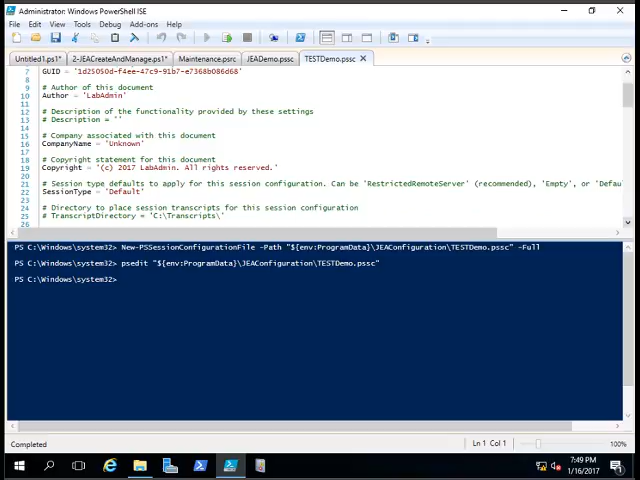 Administrator: Windows PowerShell ISE
File Edit View Tools Debug Add-ons Help
Untitled1.ps1* 2-JEACreateAndManage.ps1* Maintenance.psrc JEADemo.pssc TESTDemo.pssc
7 GUID = '1d25050d-f4ee-47c9-91b7-e7368b086d68'
8
9 # Author of this document
10 Author = 'LabAdmin'
11
12 # Description of the functionality provided by these settings
13 # Description = ''
14
15 # Company associated with this document
16 CompanyName = 'Unknown'
17
18 # Copyright statement for this document
19 Copyright = '(c) 2017 LabAdmin. All rights reserved.'
20
21 # Session type defaults to apply for this session configuration. Can be 'RestrictedRemoteServer' (recommended), 'Empty', or 'Defau
22 SessionType = 'Default'
23
24 # Directory to place session transcripts for this session configuration
25 # TranscriptDirectory = 'C:\Transcripts\'
26
PS C:\Windows\system32> New-PSSessionConfigurationFile -Path "${env:ProgramData}\JEAConfiguration\TESTDemo.pssc" -Full
PS C:\Windows\system32> psedit "${env:ProgramData}\JEAConfiguration\TESTDemo.pssc"
PS C:\Windows\system32>
Completed Ln 1 Col 1 100%
7:49 PM
1/16/2017
1